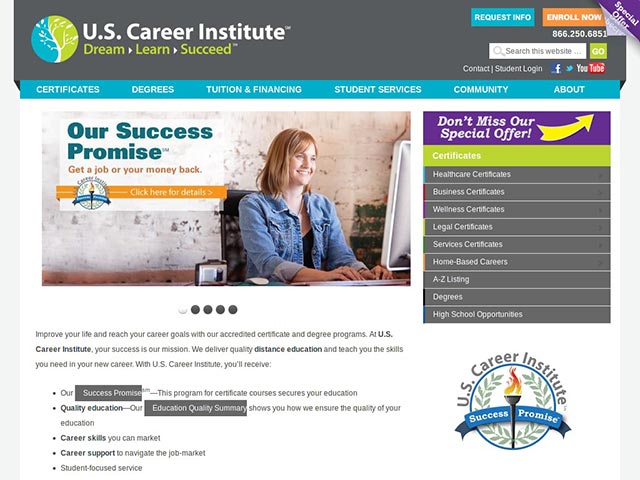 REQUEST INFO
ENROLL NOW
Special Offer
U.S. Career Institute℠
Dream Learn Succeed™
866.250.6851
Search this website …
GO
Contact | Student Login
You Tube
CERTIFICATES DEGREES TUITION & FINANCING STUDENT SERVICES COMMUNITY ABOUT
Our Success
Promise℠
Get a job or your money back.
Click here for details >
Don't Miss Our
Special Offer!
Certificates
Healthcare Certificates
Business Certificates
Wellness Certificates
Legal Certificates
Services Certificates
Home-Based Careers
A-Z Listing
Degrees
High School Opportunities
Improve your life and reach your career goals with our accredited certificate and degree programs. At U.S.
Career Institute, your success is our mission. We deliver quality distance education and teach you the skills
you need in your new career. With U.S. Career Institute, you'll receive:
Our Success Promise sm—This program for certificate courses secures your education
Quality education—Our Education Quality Summary shows you how we ensure the quality of your
education
Career skills you can market
Career support to navigate the job-market
Student-focused service
U.S. Career Institute
Success Promise